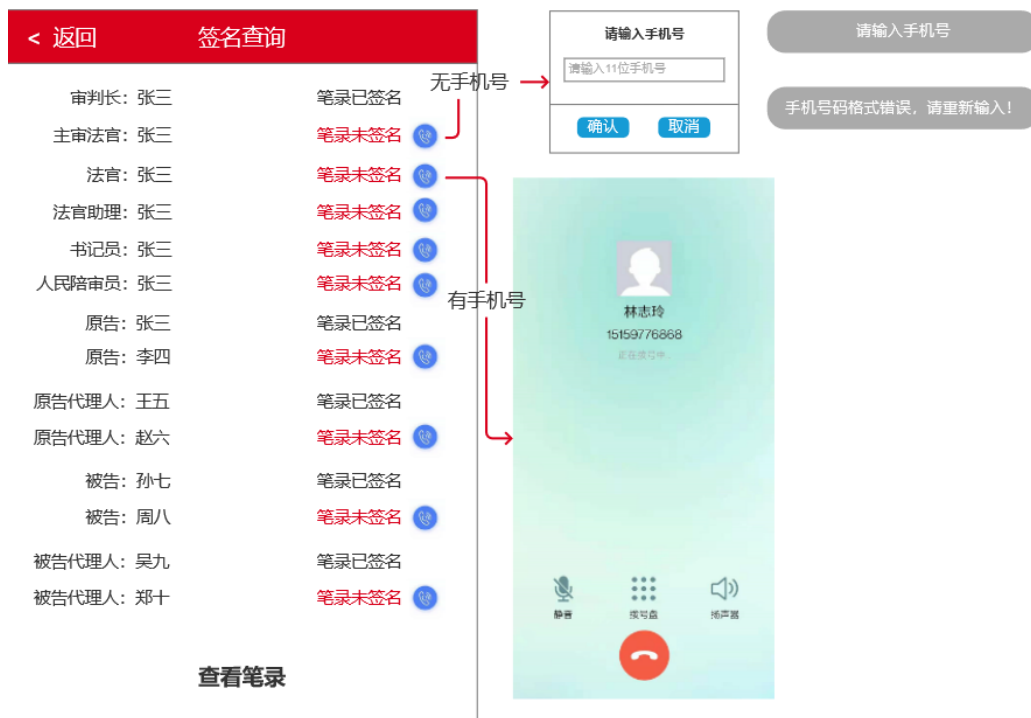 < 返回 签名查询
审判长：张三 笔录已签名
主审法官：张三 笔录未签名
法官：张三 笔录未签名
法官助理：张三 笔录未签名
书记员：张三 笔录未签名
人民陪审员：张三 笔录未签名
原告：张三 笔录已签名
原告：李四 笔录未签名
原告代理人：王五 笔录已签名
原告代理人：赵六 笔录未签名
被告：孙七 笔录已签名
被告：周八 笔录未签名
被告代理人：吴九 笔录已签名
被告代理人：郑十 笔录未签名
查看笔录
无手机号
有手机号
请输入手机号
请输入11位手机号
确认 取消
请输入手机号
手机号码格式错误，请重新输入！
林志玲
15159776868
正在拨号中..
静音 拨号盘 扬声器